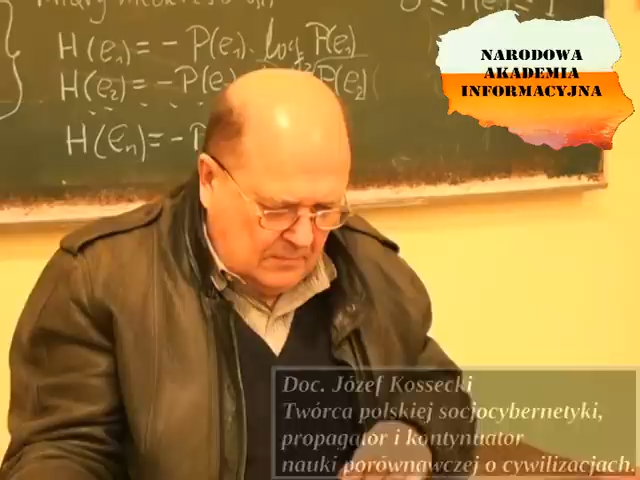 H(e₁) = - P(e₁) · log₂ P(e₁)
H(e₂) = - P(e P(e₂)
H(eₙ) = - P
NARODOWA
AKADEMIA
INFORMACYJNA
Doc. Józef Kossecki
Twórca polskiej socjocybernetyki,
propagator i kontynuator
nauki porównawczej o cywilizacjach.